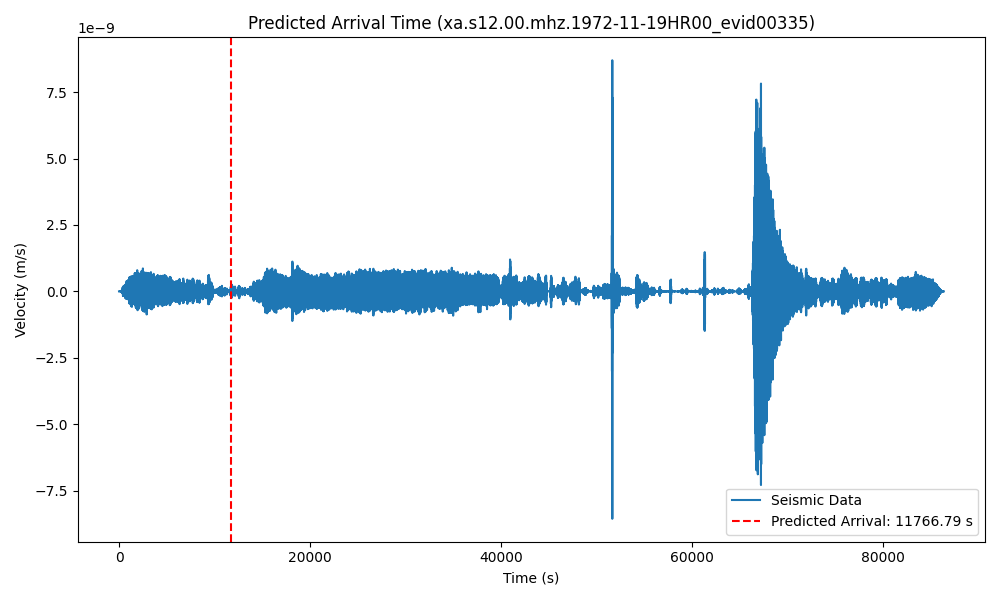 Predicted Arrival Time (xa.s12.00.mhz.1972-11-19HR00_evid00335)
1e−9
7.5
5.0
2.5
0.0
−2.5
−5.0
−7.5
Velocity (m/s)
0 20000 40000 60000 80000
Time (s)
Seismic Data
Predicted Arrival: 11766.79 s